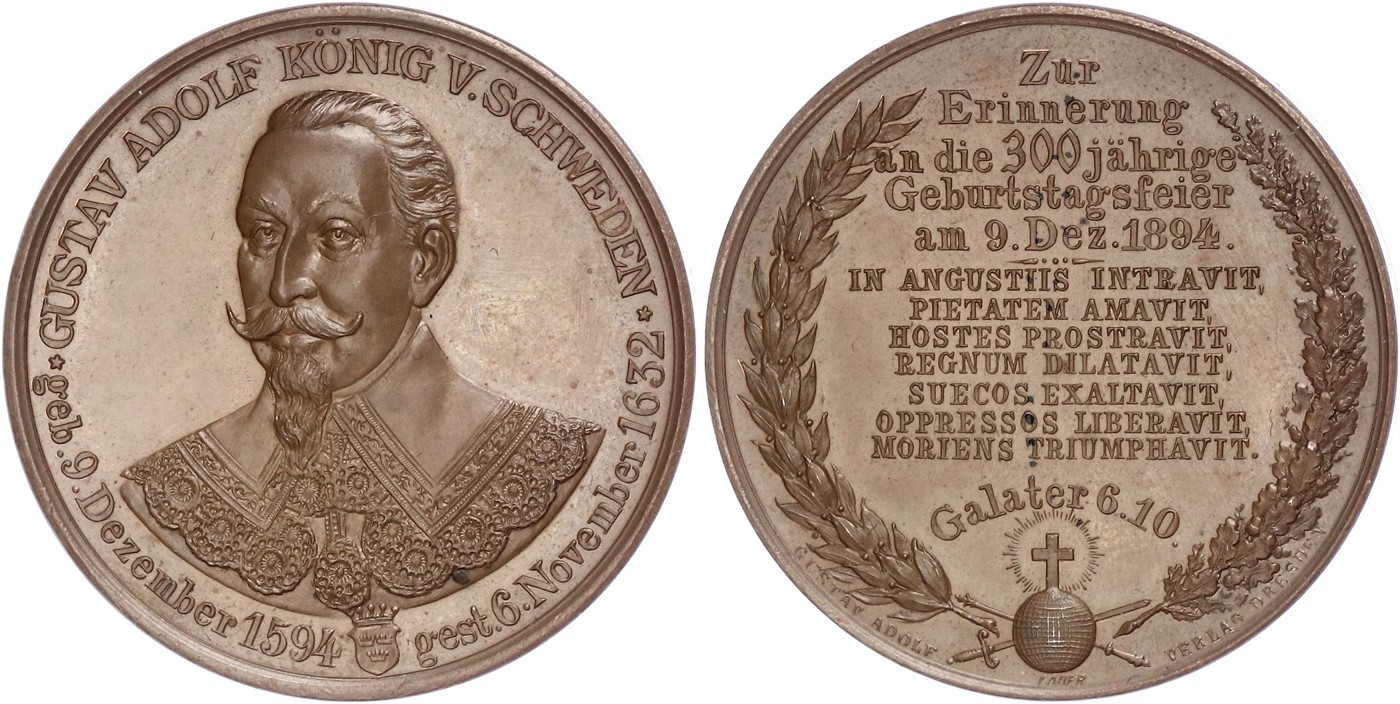 ★ GUSTAV ADOLF KÖNIG V. SCHWEDEN ★
geb. 9. Dezember 1594
gest. 6. November 1632
Zur
Erinnerung
an die 300 jährige
Geburtstagsfeier
am 9. Dez. 1894.
IN ANGUSTIIS INTRAVIT,
PIETATEM AMAVIT,
HOSTES PROSTRAVIT,
REGNUM DILATAVIT,
SUECOS EXALTAVIT,
OPPRESSOS LIBERAVIT,
MORIENS TRIUMPHAVIT.
Galater 6.10.
GUSTAV ADOLF VERLAG DRESDEN
LAUER